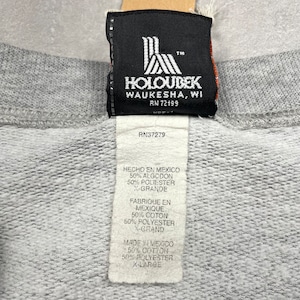 TM
HOLOUBEK
WAUKESHA, WI
RN 72199
RN37279
HECHO EN MEXICO
50% ALGODON
50% POLIESTER
GRANDE
FABRIQUE EN
MEXIQUE
50% COTON
50% POLYESTER
GRAND
MADE IN MEXICO
50% COTTON
50% POLYESTER
X-LARGE